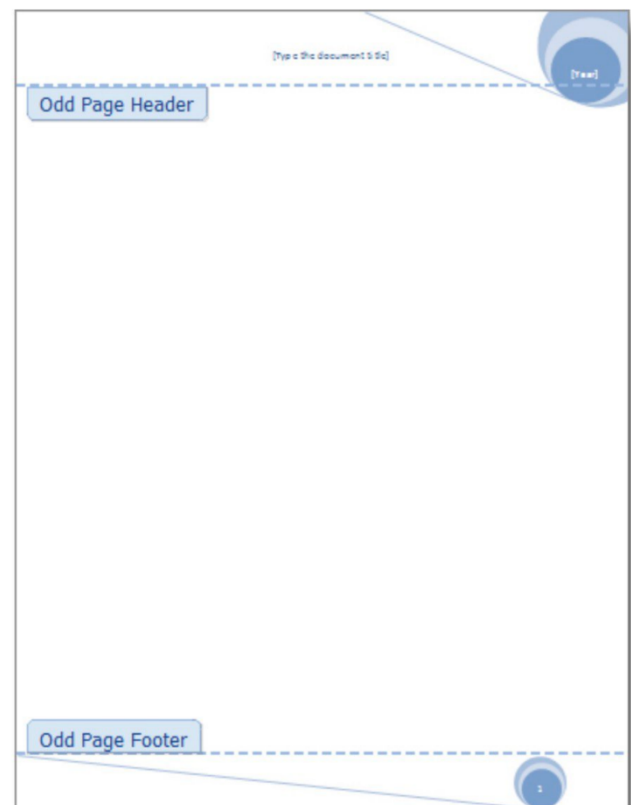 [Type the document title]
[Year]
Odd Page Header
Odd Page Footer
1